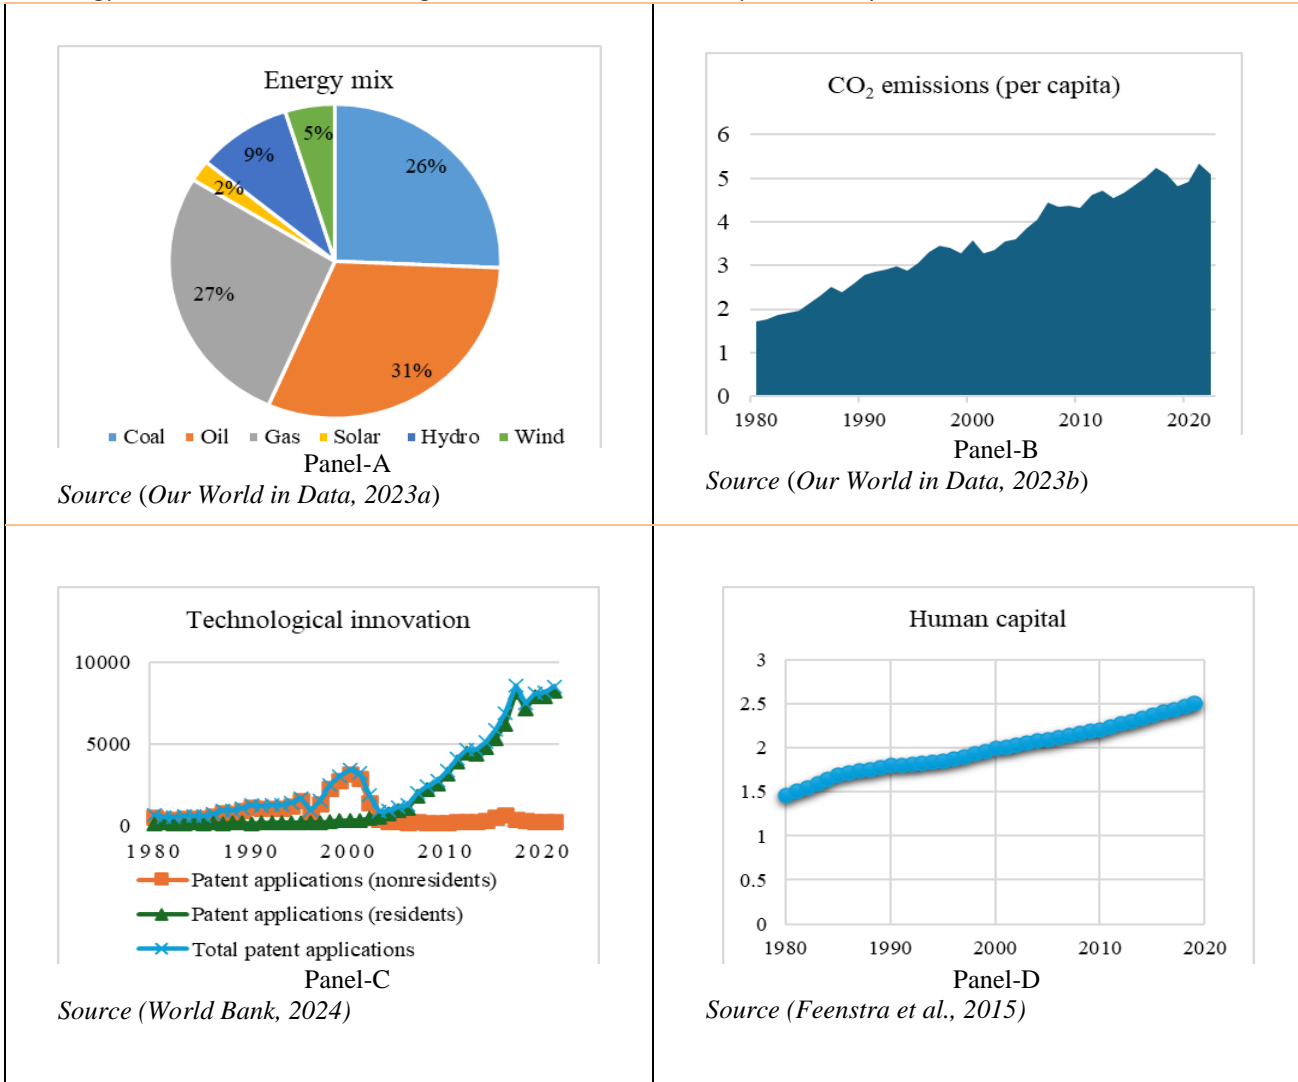 Energy mix
5%
9%
26%
2%
27%
31%
Coal Oil Gas Solar Hydro Wind
Panel-A
Source (Our World in Data, 2023a)
CO₂ emissions (per capita)
6
5
4
3
2
1
0
1980 1990 2000 2010 2020
Panel-B
Source (Our World in Data, 2023b)
Technological innovation
10000
5000
0
1980 1990 2000 2010 2020
Patent applications (nonresidents)
Patent applications (residents)
Total patent applications
Panel-C
Source (World Bank, 2024)
Human capital
3
2.5
2
1.5
1
0.5
0
1980 1990 2000 2010 2020
Panel-D
Source (Feenstra et al., 2015)